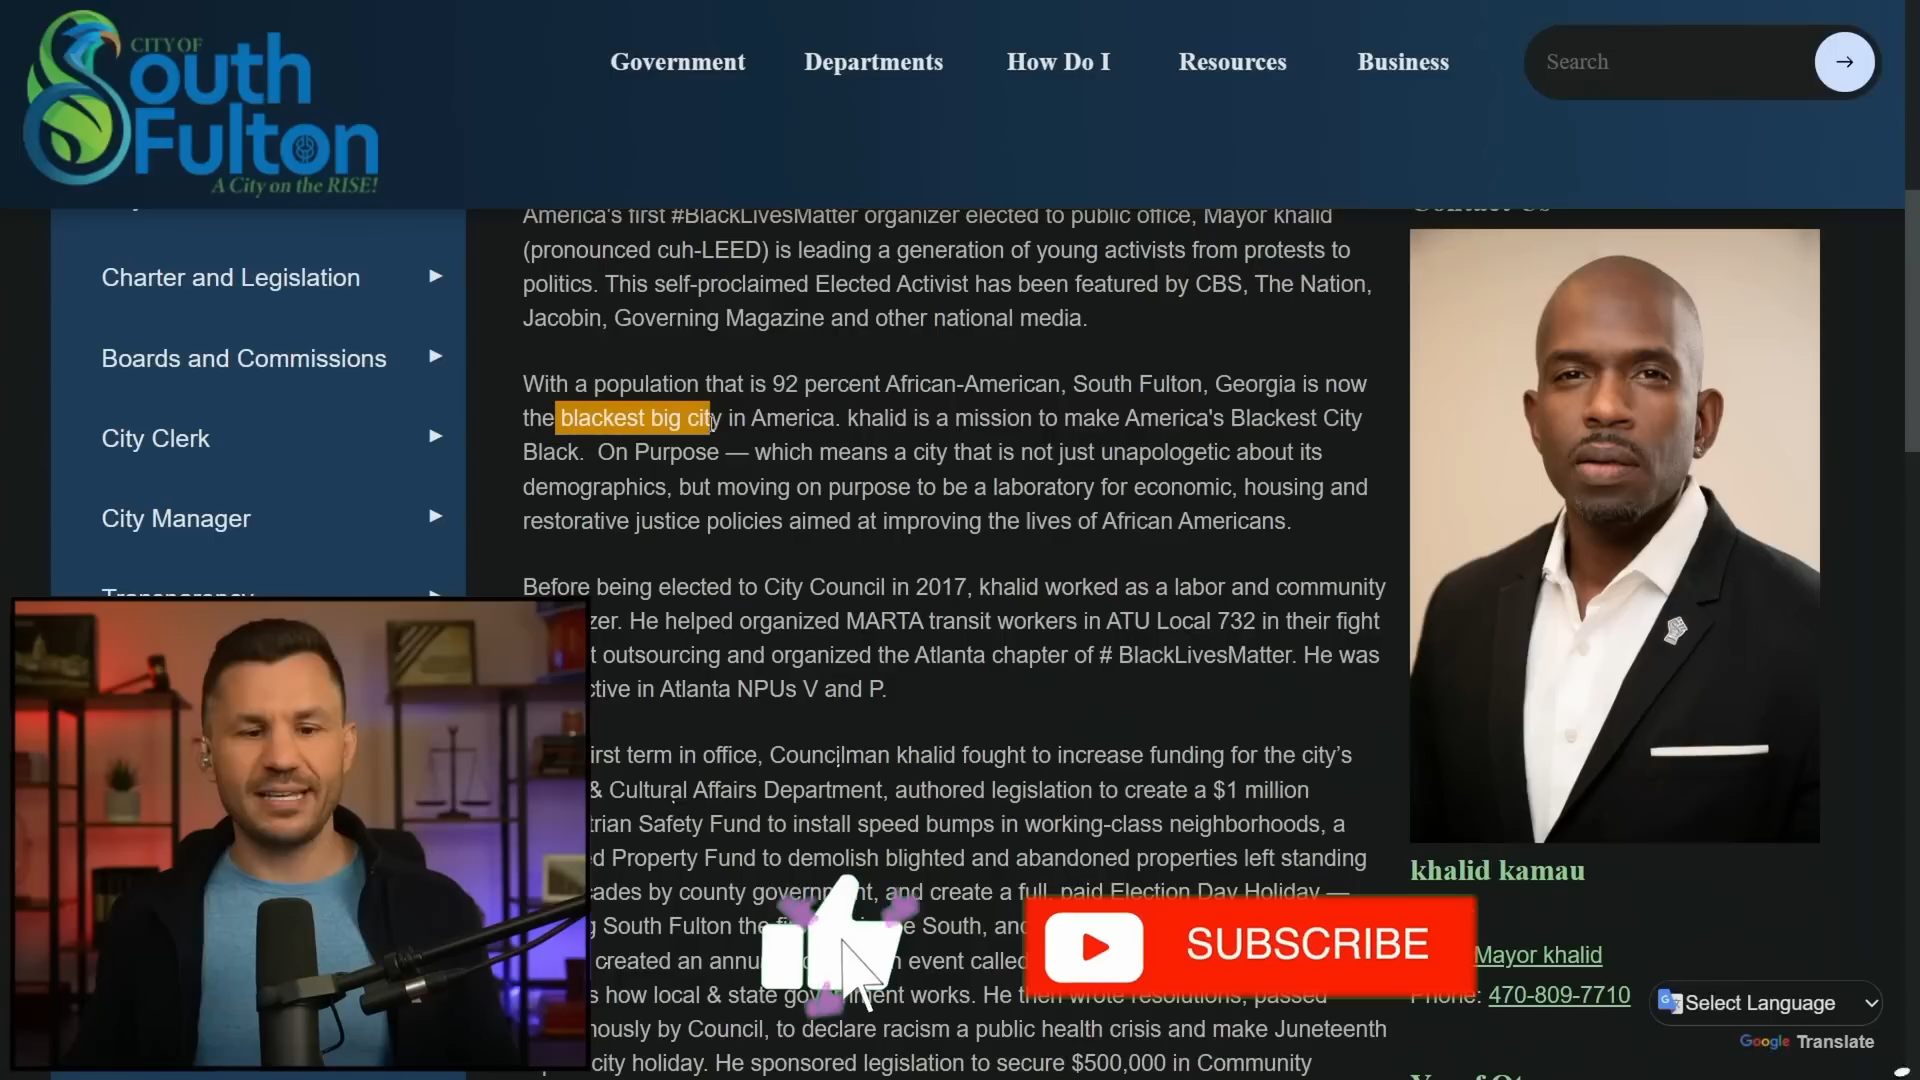 CITY OF
South
Fulton
A City on the RISE!
Government
Departments
How Do I
Resources
Business
Search
Charter and Legislation
Boards and Commissions
City Clerk
City Manager
Transparency
America's first #BlackLivesMatter organizer elected to public office, Mayor khalid
(pronounced cuh-LEED) is leading a generation of young activists from protests to
politics. This self-proclaimed Elected Activist has been featured by CBS, The Nation,
Jacobin, Governing Magazine and other national media.
With a population that is 92 percent African-American, South Fulton, Georgia is now
the blackest big city in America. khalid is a mission to make America's Blackest City
Black.  On Purpose — which means a city that is not just unapologetic about its
demographics, but moving on purpose to be a laboratory for economic, housing and
restorative justice policies aimed at improving the lives of African Americans.
Before being elected to City Council in 2017, khalid worked as a labor and community
zer. He helped organized MARTA transit workers in ATU Local 732 in their fight
t outsourcing and organized the Atlanta chapter of # BlackLivesMatter. He was
ctive in Atlanta NPUs V and P.
irst term in office, Councilman khalid fought to increase funding for the city's
& Cultural Affairs Department, authored legislation to create a $1 million
trian Safety Fund to install speed bumps in working-class neighborhoods, a
d Property Fund to demolish blighted and abandoned properties left standing
cades by county government, and create a full, paid Election Day Holiday —
g South Fulton the South, and
created an annu event called
s how local & state government works. He then wrote resolutions, passed
nously by Council, to declare racism a public health crisis and make Juneteenth
city holiday. He sponsored legislation to secure $500,000 in Community
Contact Us
khalid kamau
Mayor khalid
Phone: 470-809-7710
SUBSCRIBE
Select Language
Google Translate